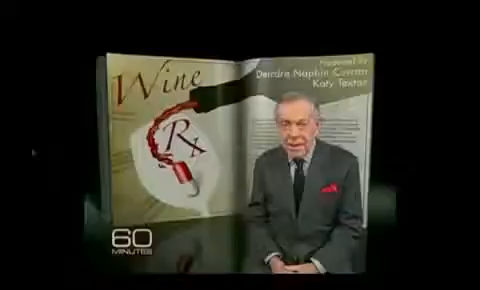 Wine
Rx
Produced by
Deirdre Naphin Curran
Katy Textor
60
MINUTES